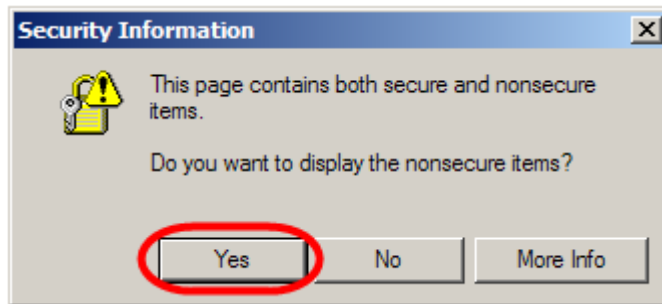 Security Information
This page contains both secure and nonsecure
items.
Do you want to display the nonsecure items?
Yes
No
More Info